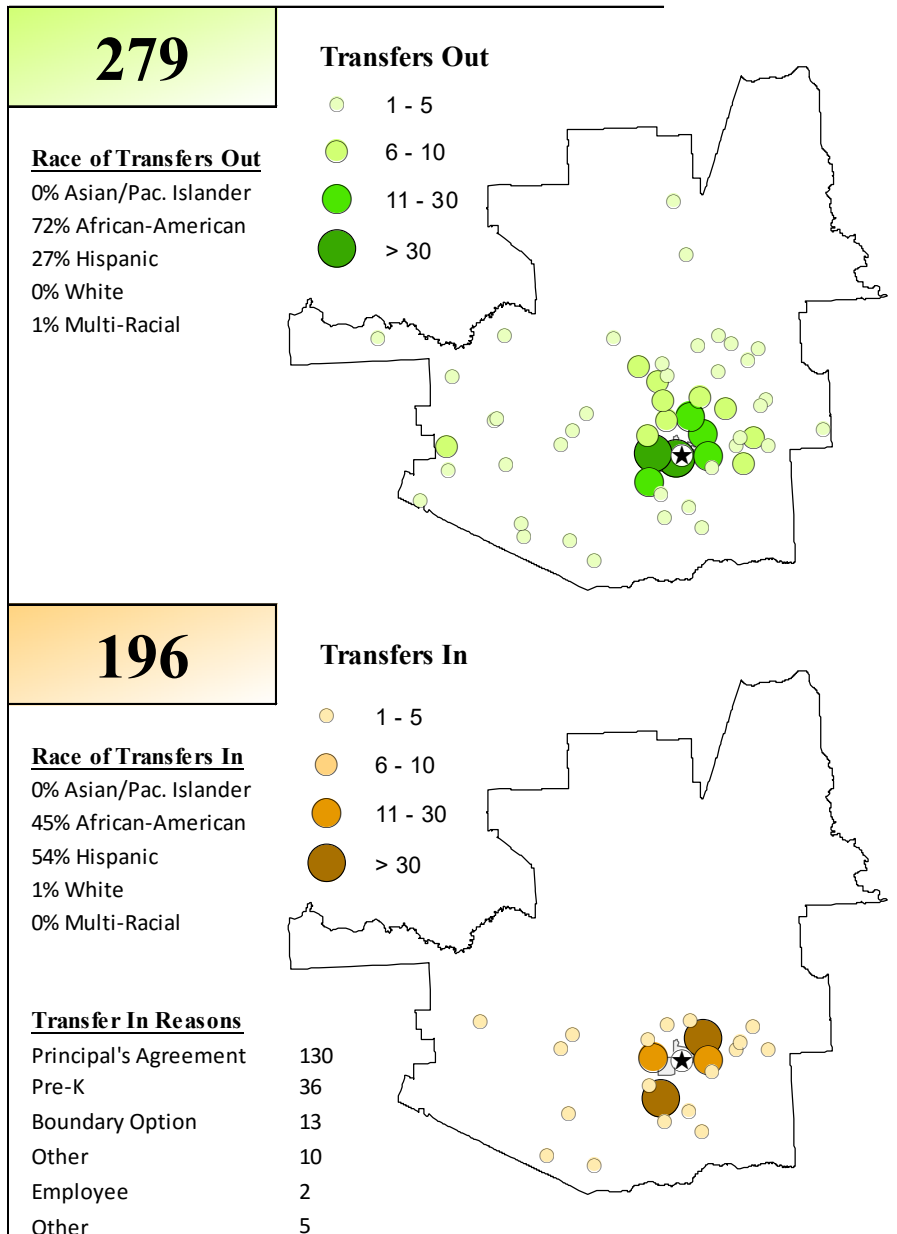 279
Transfers Out
1 - 5
6 - 10
11 - 30
> 30
Race of Transfers Out
0% Asian/Pac. Islander
72% African-American
27% Hispanic
0% White
1% Multi-Racial
196
Transfers In
1 - 5
6 - 10
11 - 30
> 30
Race of Transfers In
0% Asian/Pac. Islander
45% African-American
54% Hispanic
1% White
0% Multi-Racial
Transfer In Reasons
Principal's Agreement 130
Pre-K 36
Boundary Option 13
Other 10
Employee 2
Other 5